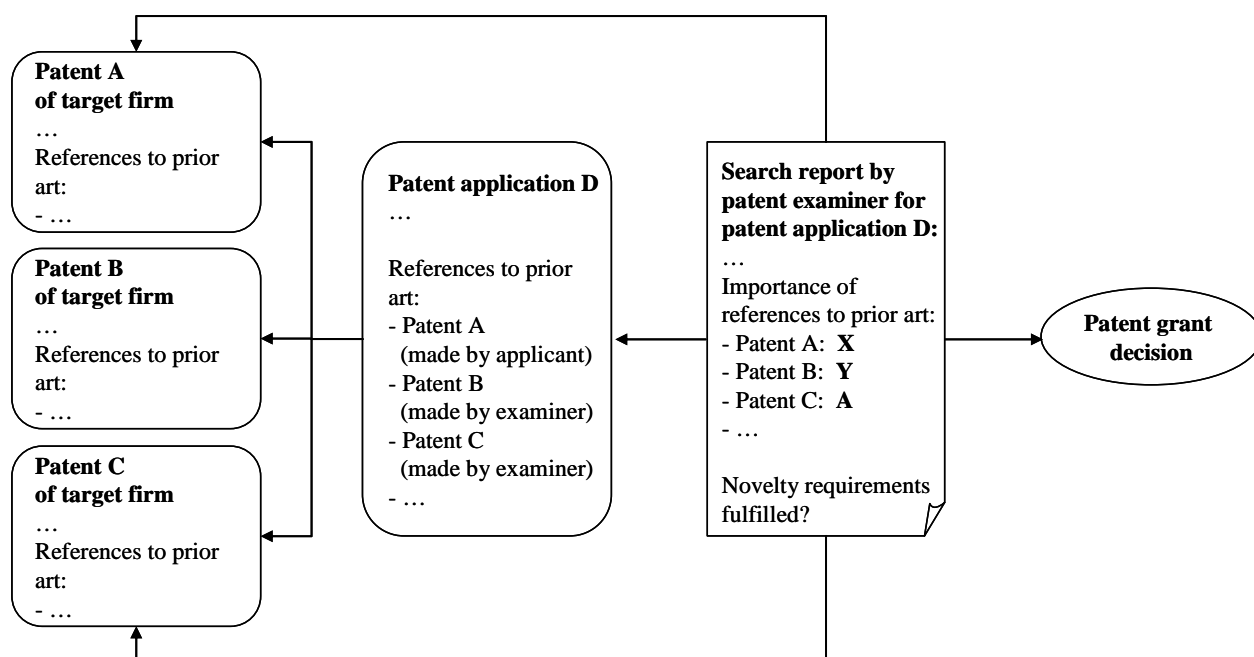 Patent A
of target firm
…
References to prior
art:
- …
Patent B
of target firm
…
References to prior
art:
- …
Patent C
of target firm
…
References to prior
art:
- …
Patent application D
…
References to prior
art:
- Patent A
(made by applicant)
- Patent B
(made by examiner)
- Patent C
(made by examiner)
- …
Search report by
patent examiner for
patent application D:
…
Importance of
references to prior art:
- Patent A: X
- Patent B: Y
- Patent C: A
- …
Novelty requirements
fulfilled?
Patent grant
decision